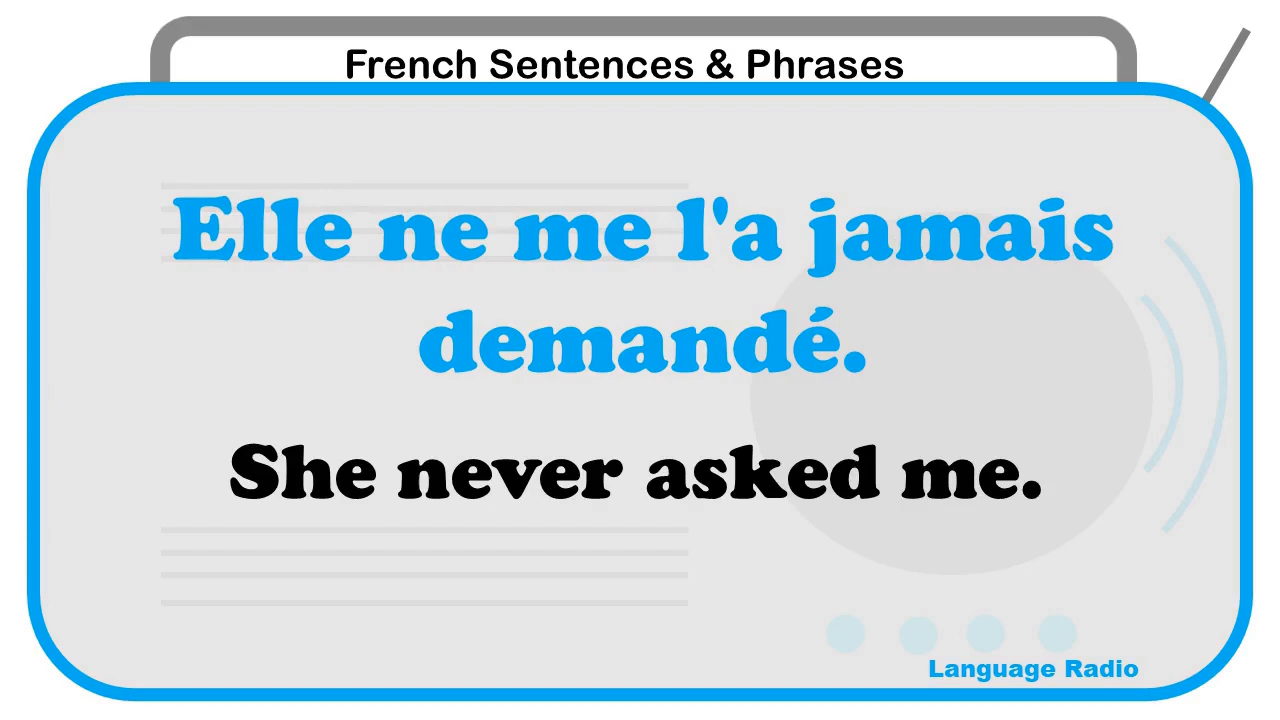 French Sentences & Phrases
Elle ne me l'a jamais
demandé.
She never asked me.
Language Radio